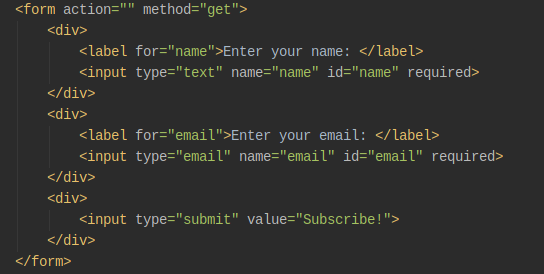 <form action="" method="get">
    <div>
        <label for="name">Enter your name: </label>
        <input type="text" name="name" id="name" required>
    </div>
    <div>
        <label for="email">Enter your email: </label>
        <input type="email" name="email" id="email" required>
    </div>
    <div>
        <input type="submit" value="Subscribe!">
    </div>
</form>